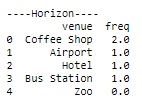 ----Horizon----
venue freq
0 Coffee Shop 2.0
1 Airport 1.0
2 Hotel 1.0
3 Bus Station 1.0
4 Zoo 0.0